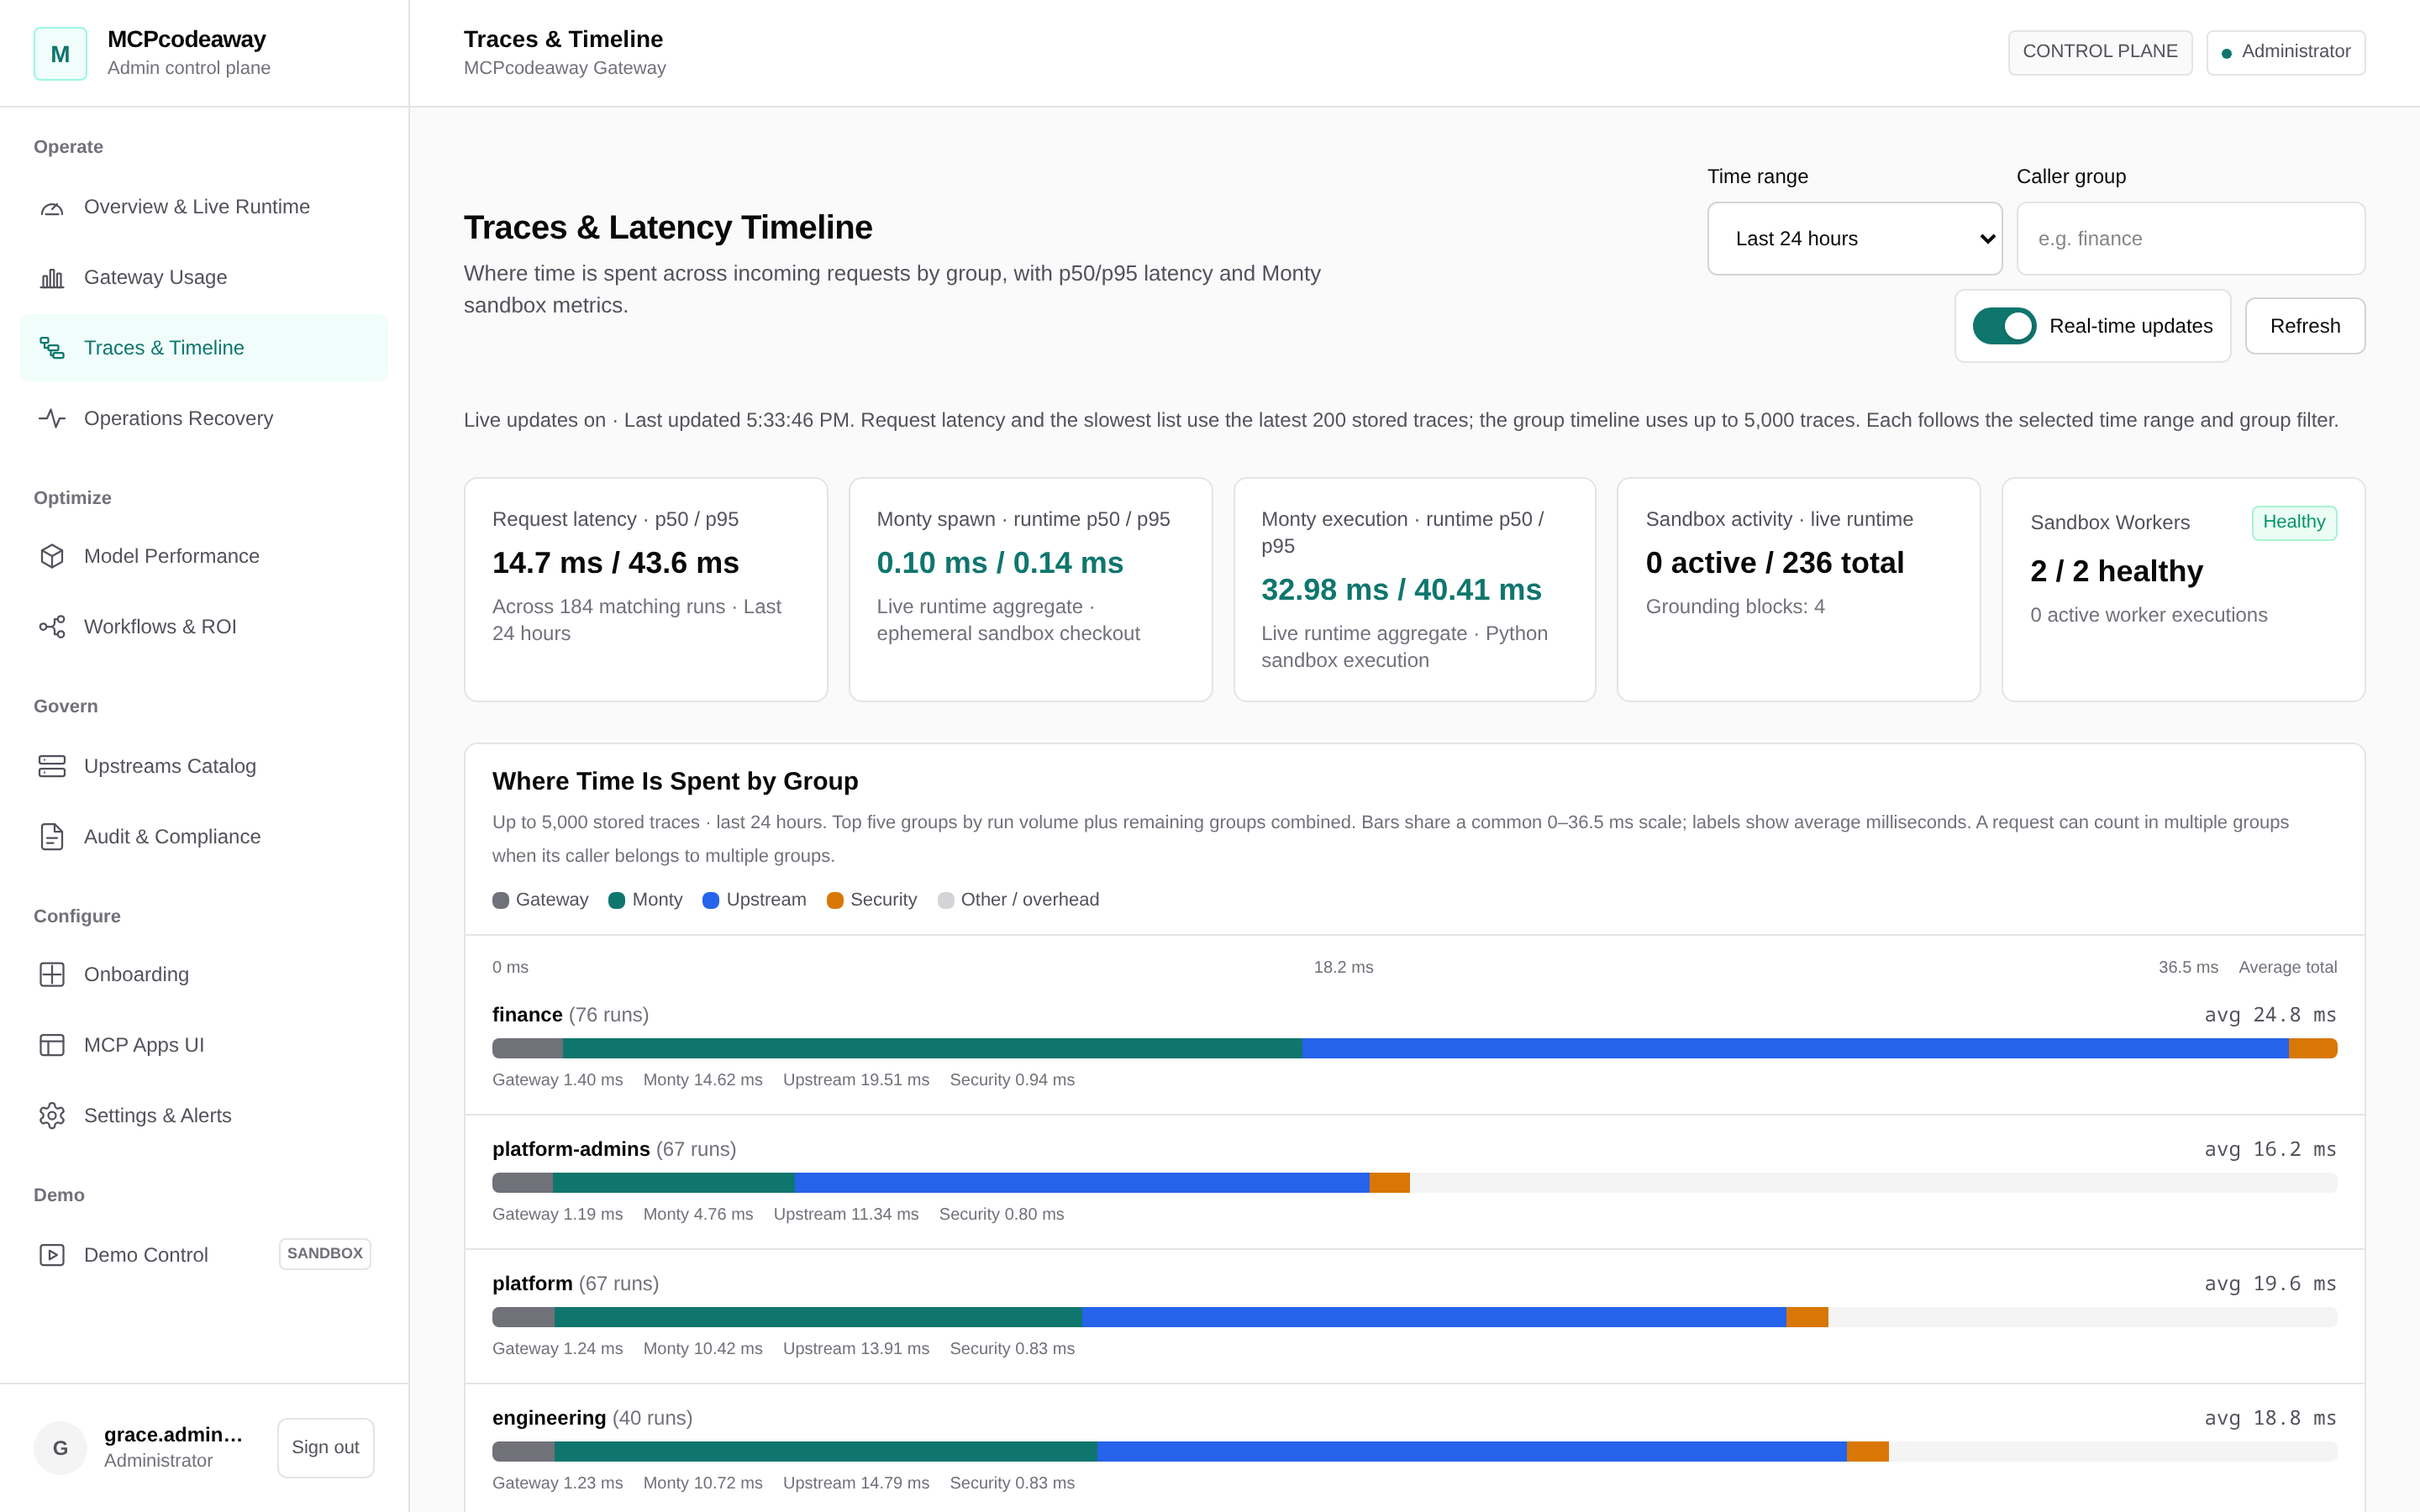 M
MCPcodeaway
Admin control plane
Operate
Overview & Live Runtime
Gateway Usage
Traces & Timeline
Operations Recovery
Optimize
Model Performance
Workflows & ROI
Govern
Upstreams Catalog
Audit & Compliance
Configure
Onboarding
MCP Apps UI
Settings & Alerts
Demo
Demo Control SANDBOX
G
grace.admin...
Administrator
Sign out
Traces & Timeline
MCPcodeaway Gateway
CONTROL PLANE
Administrator
Traces & Latency Timeline
Where time is spent across incoming requests by group, with p50/p95 latency and Monty
sandbox metrics.
Time range
Last 24 hours
Caller group
e.g. finance
Real-time updates
Refresh
Live updates on · Last updated 5:33:46 PM. Request latency and the slowest list use the latest 200 stored traces; the group timeline uses up to 5,000 traces. Each follows the selected time range and group filter.
Request latency · p50 / p95
14.7 ms / 43.6 ms
Across 184 matching runs · Last
24 hours
Monty spawn · runtime p50 / p95
0.10 ms / 0.14 ms
Live runtime aggregate ·
ephemeral sandbox checkout
Monty execution · runtime p50 /
p95
32.98 ms / 40.41 ms
Live runtime aggregate · Python
sandbox execution
Sandbox activity · live runtime
0 active / 236 total
Grounding blocks: 4
Sandbox Workers Healthy
2 / 2 healthy
0 active worker executions
Where Time Is Spent by Group
Up to 5,000 stored traces · last 24 hours. Top five groups by run volume plus remaining groups combined. Bars share a common 0–36.5 ms scale; labels show average milliseconds. A request can count in multiple groups
when its caller belongs to multiple groups.
Gateway Monty Upstream Security Other / overhead
0 ms 18.2 ms 36.5 ms Average total
finance (76 runs) avg 24.8 ms
Gateway 1.40 ms Monty 14.62 ms Upstream 19.51 ms Security 0.94 ms
platform-admins (67 runs) avg 16.2 ms
Gateway 1.19 ms Monty 4.76 ms Upstream 11.34 ms Security 0.80 ms
platform (67 runs) avg 19.6 ms
Gateway 1.24 ms Monty 10.42 ms Upstream 13.91 ms Security 0.83 ms
engineering (40 runs) avg 18.8 ms
Gateway 1.23 ms Monty 10.72 ms Upstream 14.79 ms Security 0.83 ms